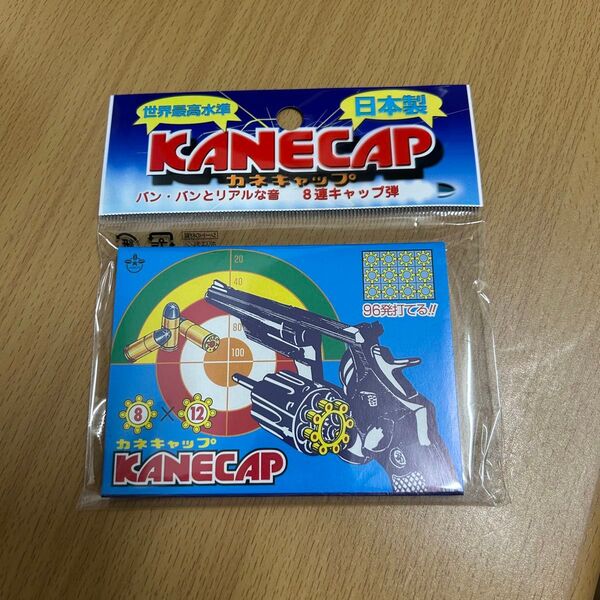 世界最高水準
日本製
KANECAP
カネキャップ
バン・バンとリアルな音 8連キャップ弾
20
40
80
100
96発打てる!!
8 × 12
カネキャップ
KANECAP